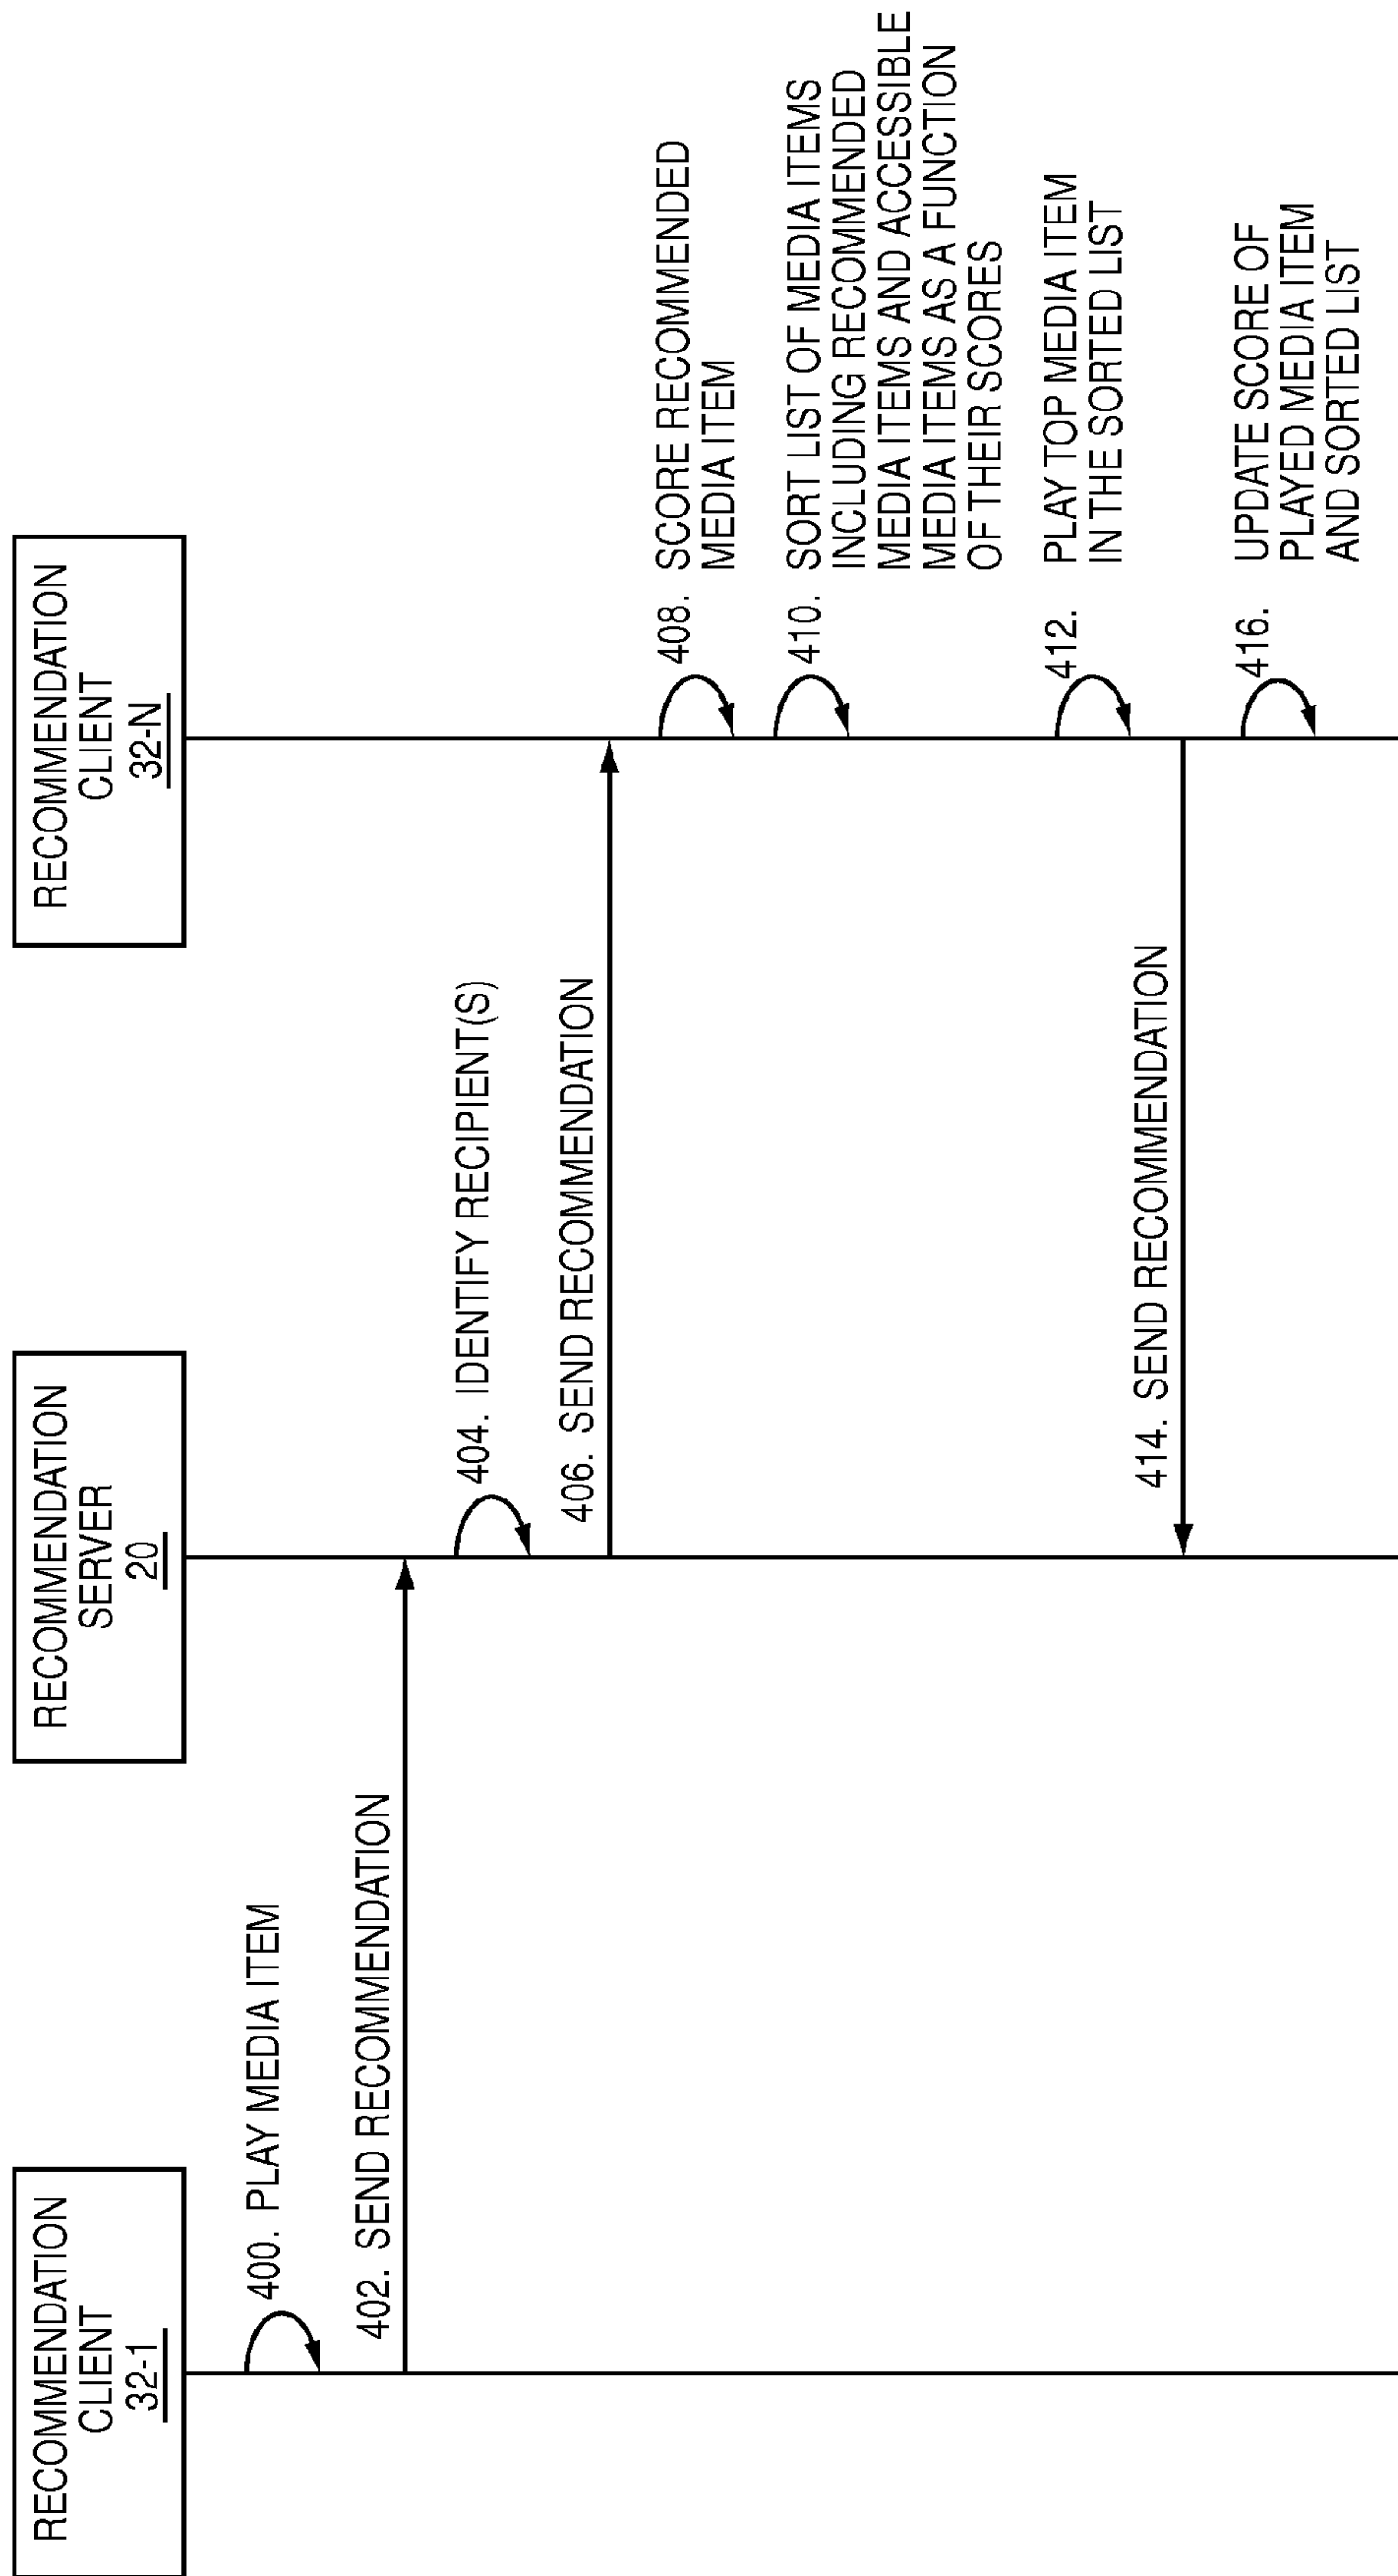 RECOMMENDATION
CLIENT
32-1
RECOMMENDATION
SERVER
20
RECOMMENDATION
CLIENT
32-N
400. PLAY MEDIA ITEM
402. SEND RECOMMENDATION
404. IDENTIFY RECIPIENT(S)
406. SEND RECOMMENDATION
408. SCORE RECOMMENDED
MEDIA ITEM
410. SORT LIST OF MEDIA ITEMS
INCLUDING RECOMMENDED
MEDIA ITEMS AND ACCESSIBLE
MEDIA ITEMS AS A FUNCTION
OF THEIR SCORES
412. PLAY TOP MEDIA ITEM
IN THE SORTED LIST
414. SEND RECOMMENDATION
416. UPDATE SCORE OF
PLAYED MEDIA ITEM
AND SORTED LIST